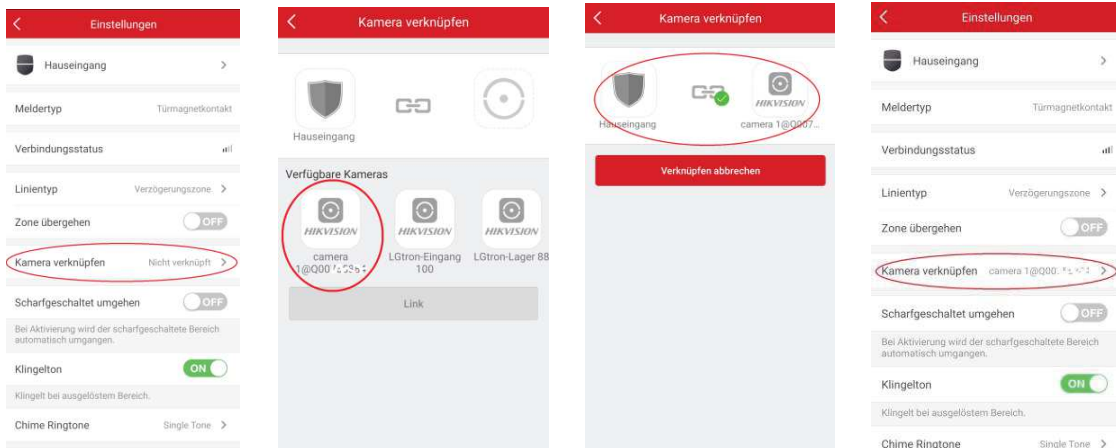 Einstellungen
Hauseingang
Meldertyp Türmagnetkontakt
Verbindungsstatus
Linientyp Verzögerungszone
Zone übergehen OFF
Kamera verknüpfen Nicht verknüpft
Scharfgeschaltet umgehen OFF
Bei Aktivierung wird der scharfgeschaltete Bereich
automatisch umgangen.
Klingelton ON
Klingelt bei ausgelöstem Bereich.
Chime Ringtone Single Tone
Kamera verknüpfen
Hauseingang
Verfügbare Kameras
HIKVISION HIKVISION HIKVISION
camera LGtron-Eingang LGtron-Lager 88
100
Link
Kamera verknüpfen
HIKVISION
Hauseingang camera 1@Q007...
Verknüpfen abbrechen
Einstellungen
Hauseingang
Meldertyp Türmagnetkontakt
Verbindungsstatus
Linientyp Verzögerungszone
Zone übergehen OFF
Kamera verknüpfen camera
Scharfgeschaltet umgehen OFF
Bei Aktivierung wird der scharfgeschaltete Bereich
automatisch umgangen.
Klingelton ON
Klingelt bei ausgelöstem Bereich.
Chime Ringtone Single Tone